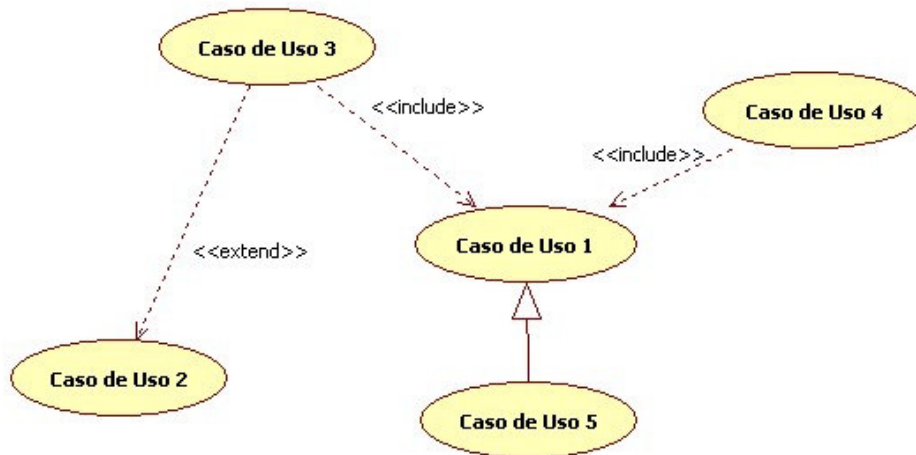 Caso de Uso 3
<<include>>
Caso de Uso 4
<<include>>
Caso de Uso 1
<<extend>>
Caso de Uso 2
Caso de Uso 5